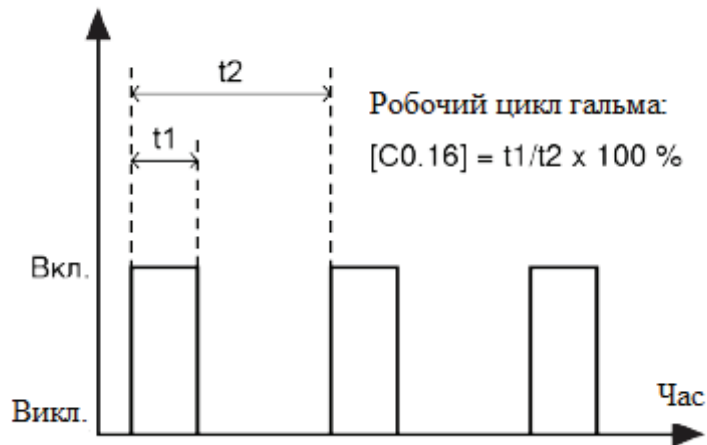 t2
Робочий цикл гальма:
t1
[C0.16] = t1/t2 x 100 %
Вкл.
Час
Викл.